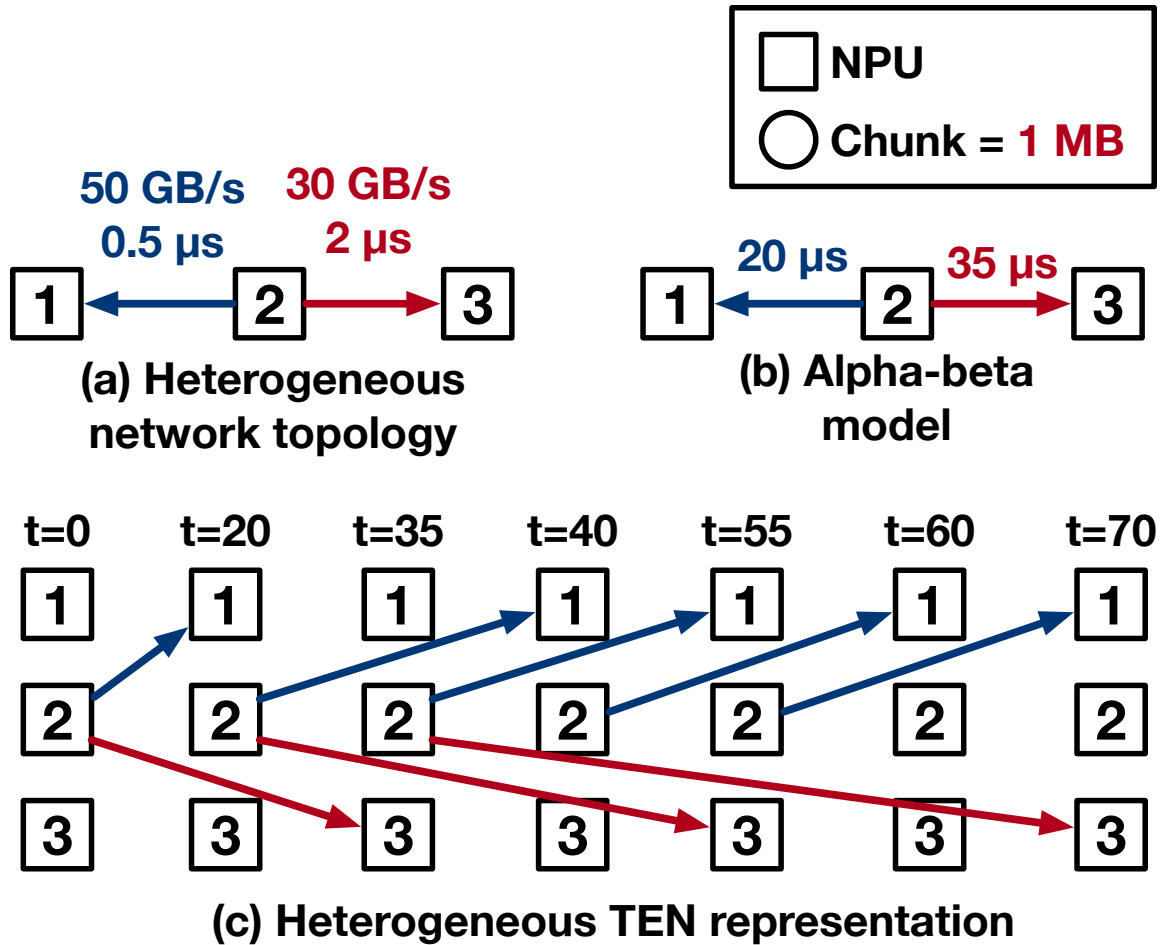 NPU
Chunk = 1 MB
50 GB/s
0.5 μs
30 GB/s
2 μs
1
2
3
(a) Heterogeneous
network topology
20 μs
35 μs
1
2
3
(b) Alpha-beta
model
t=0 t=20 t=35 t=40 t=55 t=60 t=70
1 1 1 1 1 1 1
2 2 2 2 2 2 2
3 3 3 3 3 3 3
(c) Heterogeneous TEN representation